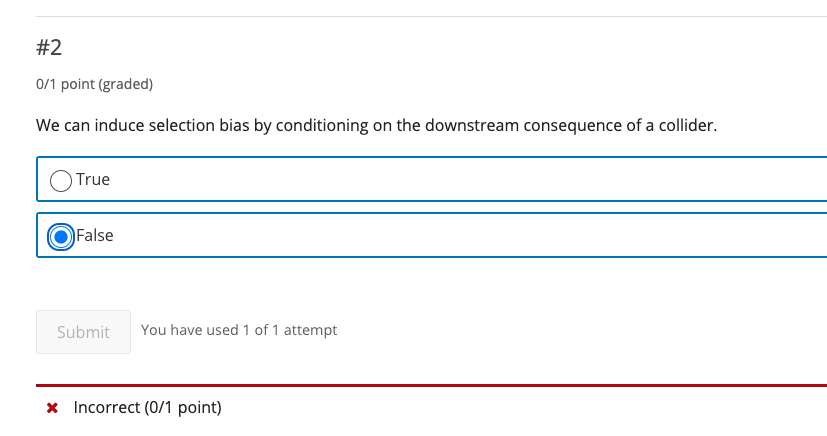 #2
0/1 point (graded)
We can induce selection bias by conditioning on the downstream consequence of a collider.
True
False
Submit
You have used 1 of 1 attempt
Incorrect (0/1 point)